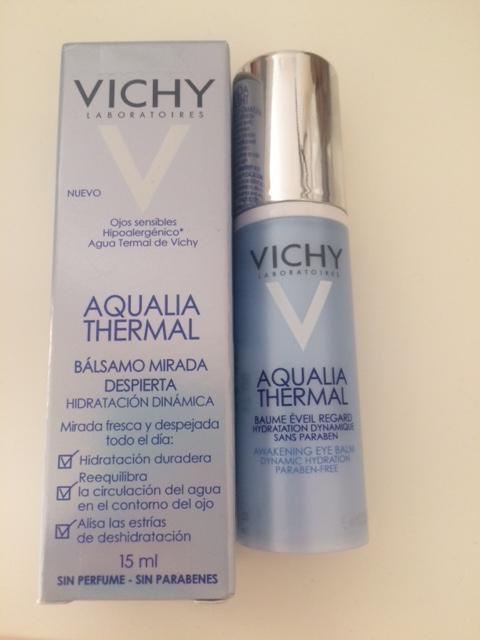 VICHY
LABORATOIRES
NUEVO
Ojos sensibles
Hipoalergénico*
Agua Termal de Vichy
AQUALIA
THERMAL
BÁLSAMO MIRADA
DESPIERTA
HIDRATACIÓN DINÁMICA
Mirada fresca y despejada
todo el día:
Hidratación duradera
Reequilibra
la circulación del agua
en el contorno del ojo
Alisa las estrías
de deshidratación
15 ml
SIN PERFUME - SIN PARABENES
VICHY
LABORATOIRES
AQUALIA
THERMAL
BAUME ÉVEIL REGARD
HYDRATATION DYNAMIQUE
SANS PARABEN
AWAKENING EYE BALM
DYNAMIC HYDRATION
PARABEN-FREE